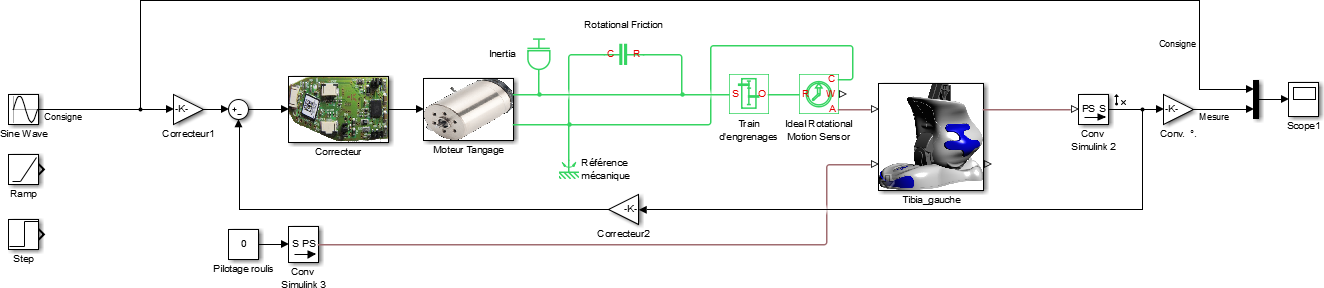 Rotational Friction
Inertia
C R
Consigne
Sine Wave
Consigne
-K-
Correcteur1
Correcteur
Moteur Tangage
S O
Train
d'engrenages
R C W A
Ideal Rotational
Motion Sensor
Référence
mécanique
Tibia_gauche
PS S
Conv
Simulink 2
-K-
Conv. °.
Mesure
Scope1
Ramp
-K-
Correcteur2
Step
0
Pilotage roulis
S PS
Conv
Simulink 3